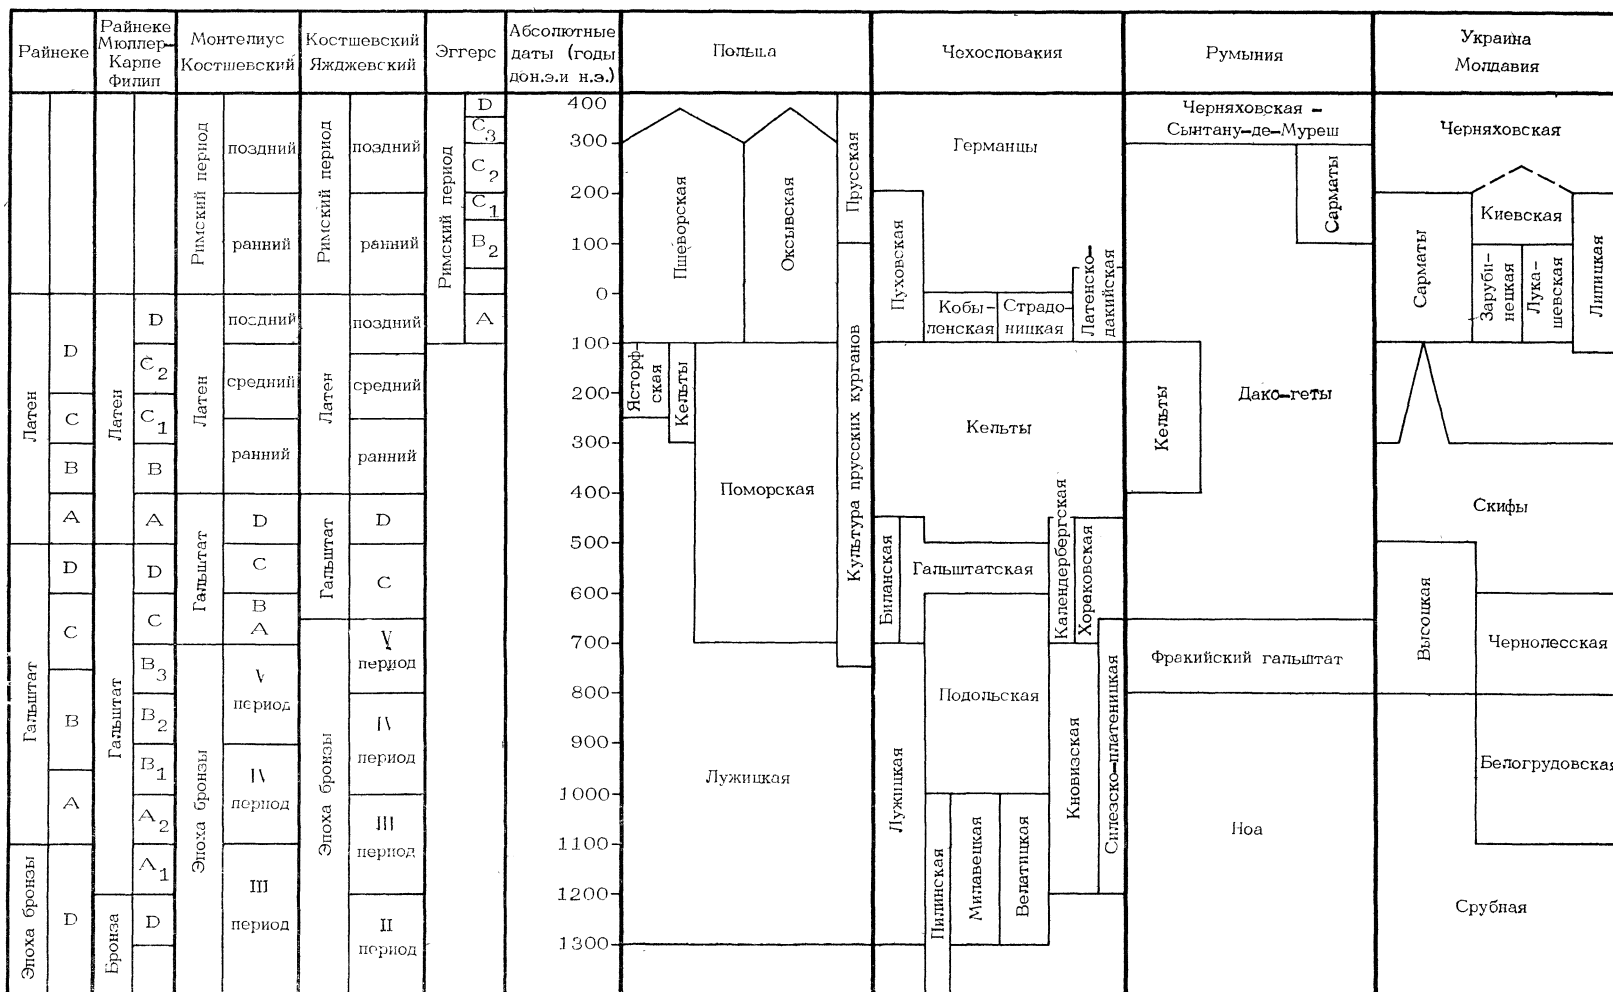 Райнеке
Райнеке
Мюллер-
Карпе
Филип
Монтелиус
Костшевский
Костшевский
Яжджевский
Эггерс
Абсолютные
даты (годы
дон.э.и н.э.)
Польша
Чехословакия
Румыния
Украина
Молдавия
Латен
D
C
B
A
Гальштат
D
C
B
A
Эпоха бронзы
D
Латен
D
C2
C1
B
A
Гальштат
D
C
B3
B2
B1
A2
A1
Бронза
D
Римский период
поздний
ранний
Латен
поздний
средний
ранний
Гальштат
D
C
B
A
Эпоха бронзы
V
период
IV
период
III
период
Римский период
поздний
ранний
Латен
поздний
средний
ранний
Гальштат
D
C
Эпоха бронзы
V
период
IV
период
III
период
II
период
Римский период
D
C3
C2
C1
B2
A
400
300
200
100
0
100
200
300
400
500
600
700
800
900
1000
1100
1200
1300
Пшеворская
Оксывская
Прусская
Ясторф-
ская
Кельты
Поморская
Культура прусских курганов
Лужицкая
Германцы
Пуховская
Кобы-
ленская
Страдо-
ницкая
Латенско-
дакийская
Кельты
Биланская
Гальштатская
Календербергская
Хораковская
Лужицкая
Подольская
Пилинская
Милавецкая
Велатицкая
Кновизская
Силезско-платеницкая
Черняховская -
Сынтану-де-Муреш
Сарматы
Кельты
Дако-геты
Фракийский гальштат
Ноа
Черняховская
Сарматы
Киевская
Заруби-
нецкая
Лука-
шевская
Липицкая
Скифы
Высоцкая
Чернолесская
Белогрудовская
Срубная